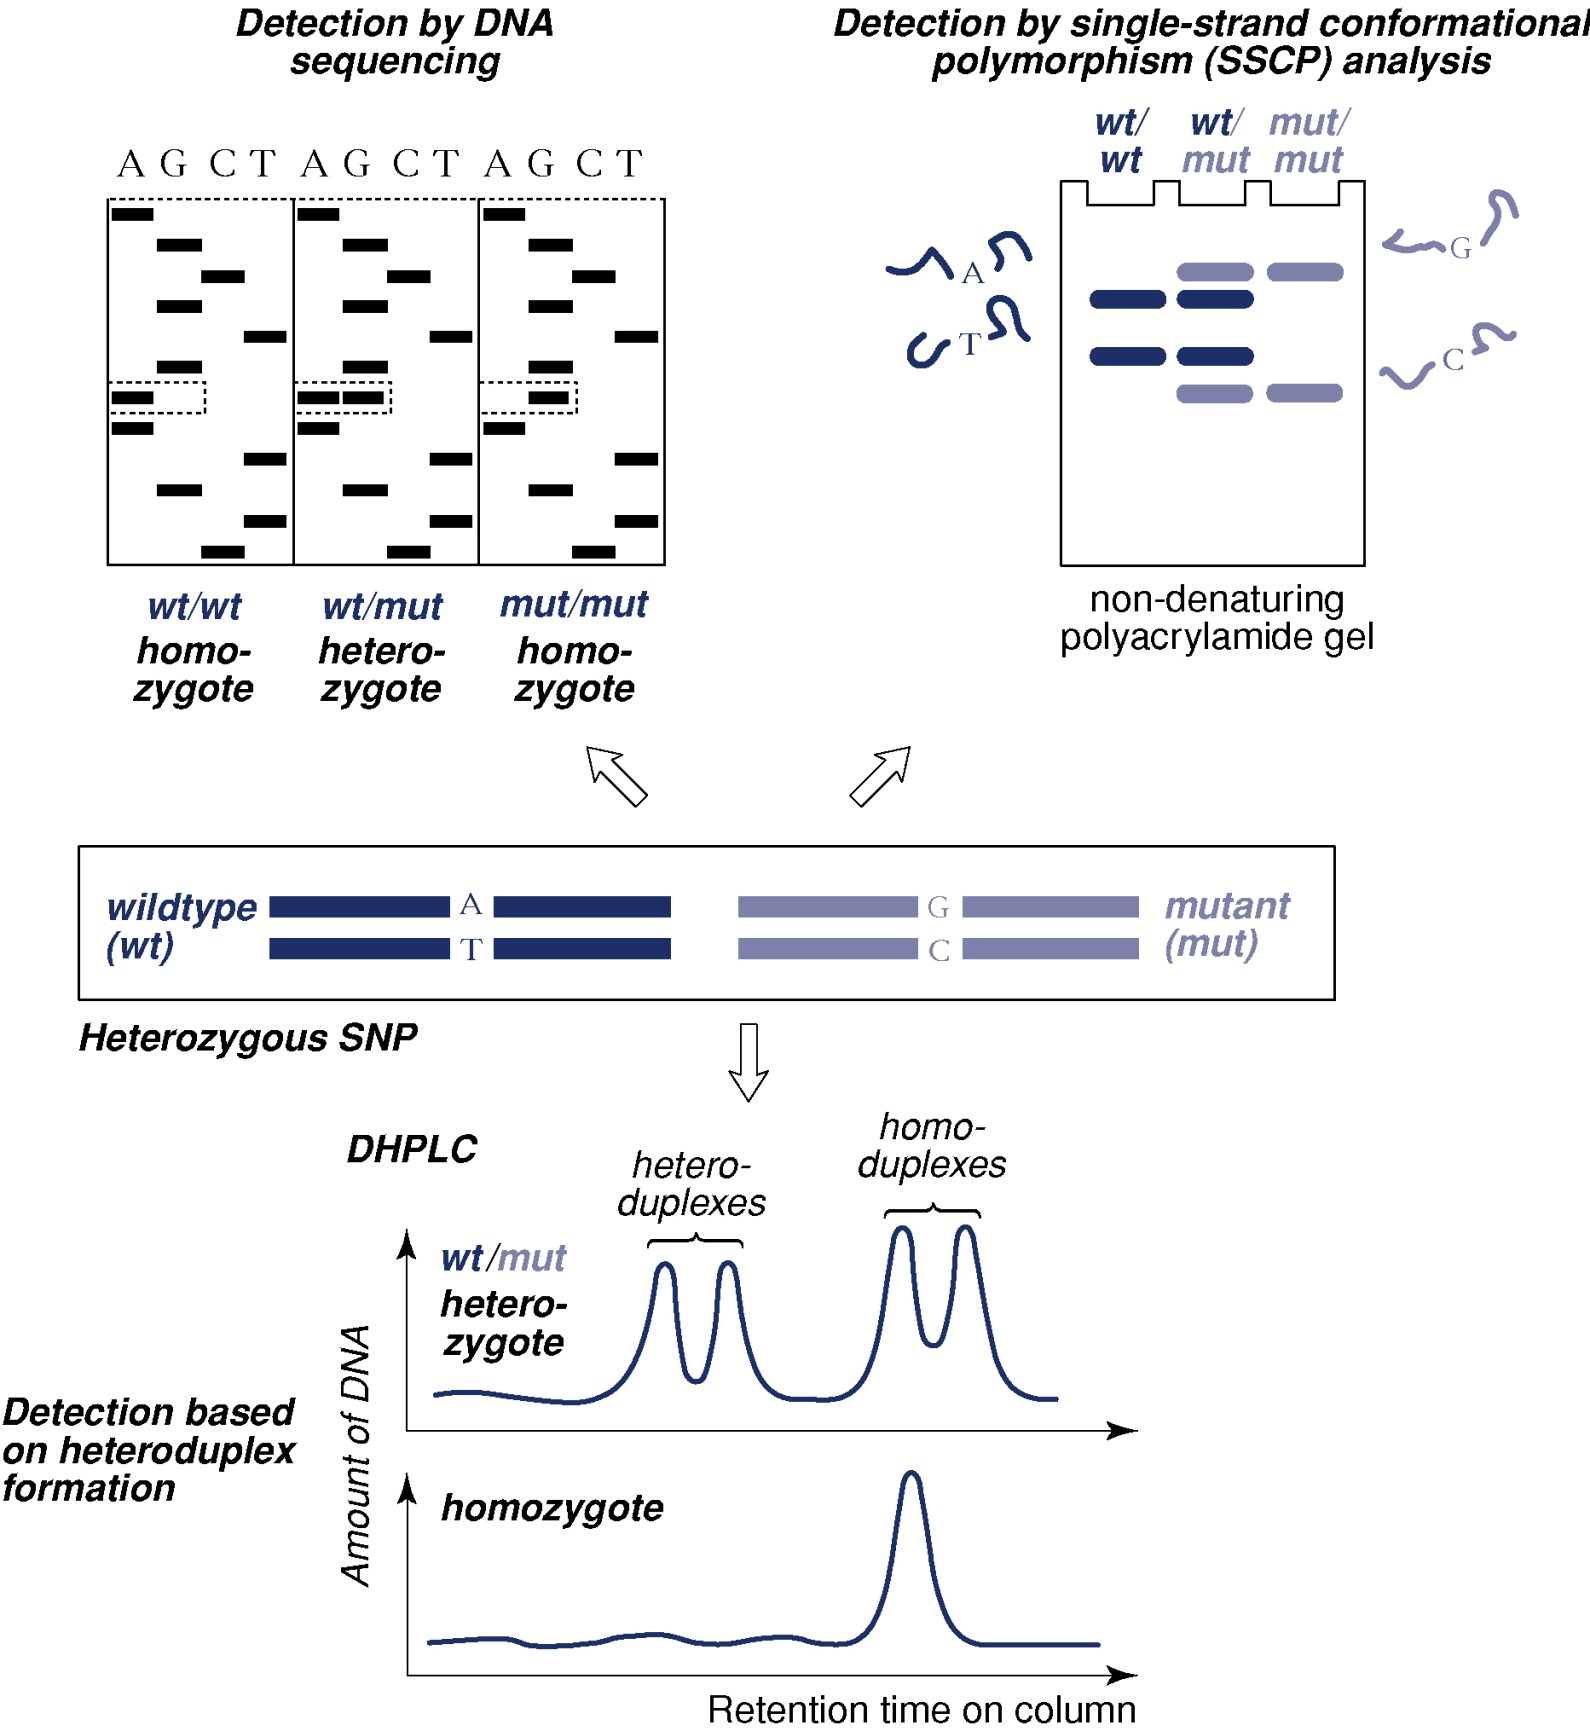 Detection by DNA
sequencing
A G C T A G C T A G C T
wt/wt
homo-
zygote
wt/mut
hetero-
zygote
mut/mut
homo-
zygote
Detection by single-strand conformational
polymorphism (SSCP) analysis
wt/
wt
wt/
mut
mut/
mut
A
T
G
C
non-denaturing
polyacrylamide gel
wildtype
(wt)
A
T
G
C
mutant
(mut)
Heterozygous SNP
DHPLC
hetero-
duplexes
homo-
duplexes
wt/mut
hetero-
zygote
Detection based
on heteroduplex
formation
Amount of DNA
homozygote
Retention time on column